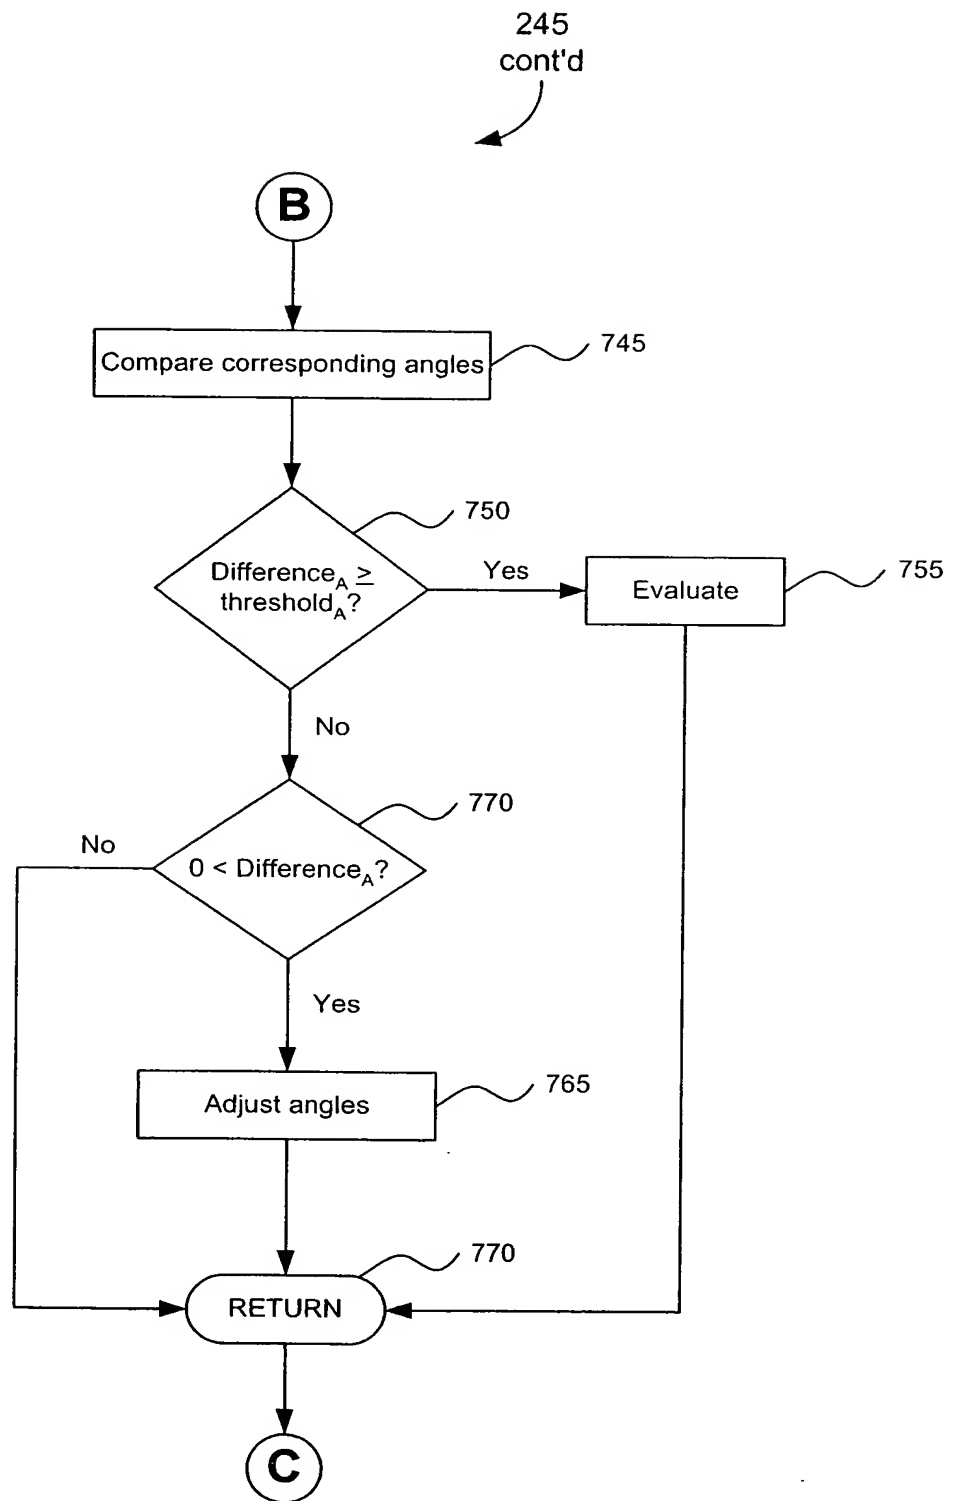 245
cont'd
B
Compare corresponding angles
745
750
Difference_A ≥
threshold_A?
Yes
Evaluate
755
No
770
No
0 < Difference_A?
Yes
Adjust angles
765
770
RETURN
C